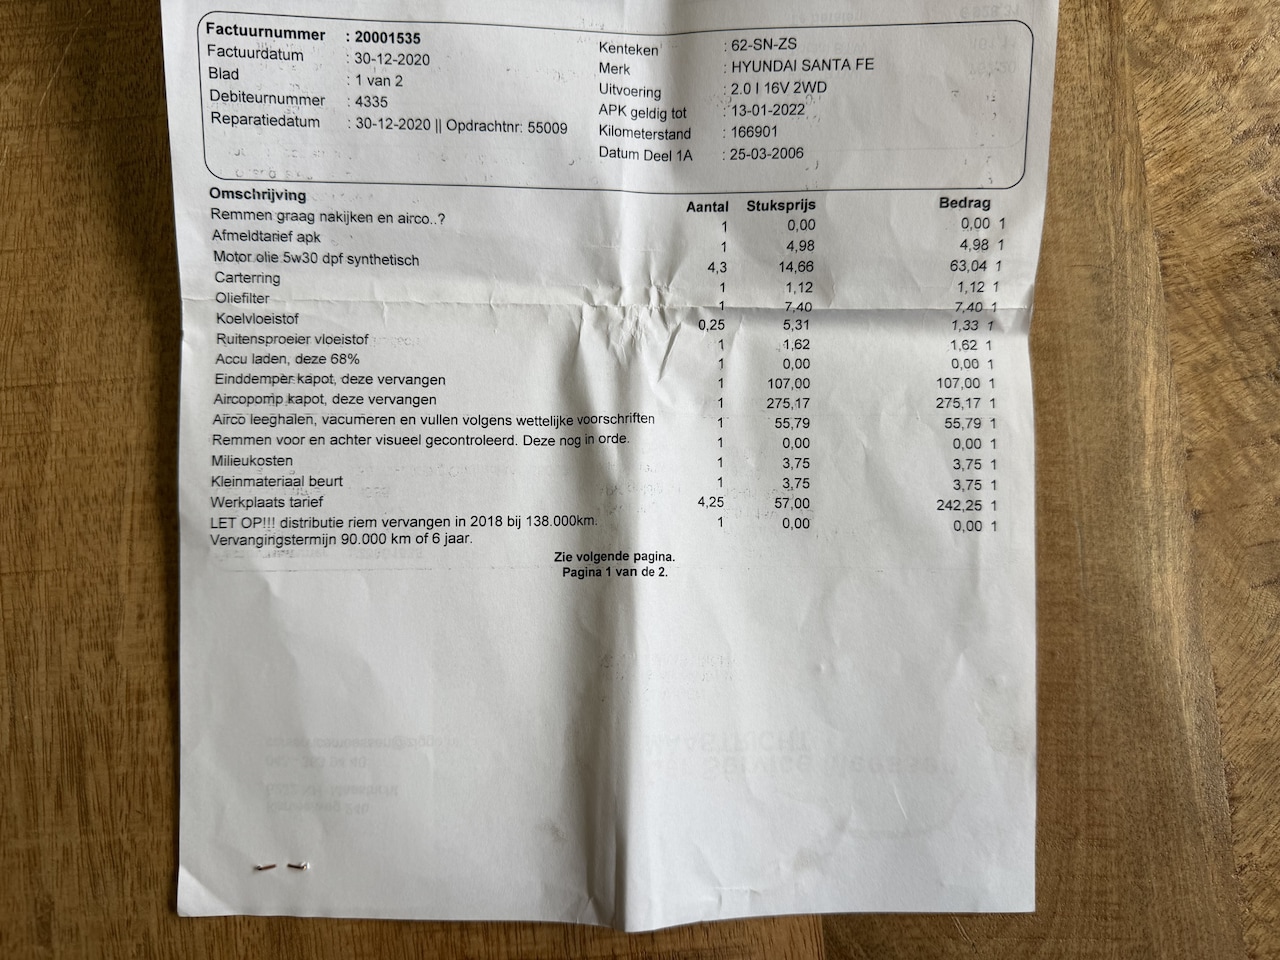 Factuurnummer : 20001535
Factuurdatum : 30-12-2020
Blad : 1 van 2
Debiteurnummer : 4335
Reparatiedatum : 30-12-2020 || Opdrachtnr: 55009
Kenteken : 62-SN-ZS
Merk : HYUNDAI SANTA FE
Uitvoering : 2.0 I 16V 2WD
APK geldig tot : 13-01-2022
Kilometerstand : 166901
Datum Deel 1A : 25-03-2006
Omschrijving Aantal Stuksprijs Bedrag
Remmen graag nakijken en airco..? 1 0,00 0,00 1
Afmeldtarief apk 1 4,98 4,98 1
Motor olie 5w30 dpf synthetisch 4,3 14,66 63,04 1
Carterring 1 1,12 1,12 1
Oliefilter 1 7,40 7,40 1
Koelvloeistof 0,25 5,31 1,33 1
Ruitensproeier vloeistof 1 1,62 1,62 1
Accu laden, deze 68% 1 0,00 0,00 1
Einddemper kapot, deze vervangen 1 107,00 107,00 1
Aircopomp kapot, deze vervangen 1 275,17 275,17 1
Airco leeghalen, vacumeren en vullen volgens wettelijke voorschriften 1 55,79 55,79 1
Remmen voor en achter visueel gecontroleerd. Deze nog in orde. 1 0,00 0,00 1
Milieukosten 1 3,75 3,75 1
Kleinmateriaal beurt 1 3,75 3,75 1
Werkplaats tarief 4,25 57,00 242,25 1
LET OP!!! distributie riem vervangen in 2018 bij 138.000km. 1 0,00 0,00 1
Vervangingstermijn 90.000 km of 6 jaar.
Zie volgende pagina.
Pagina 1 van de 2.